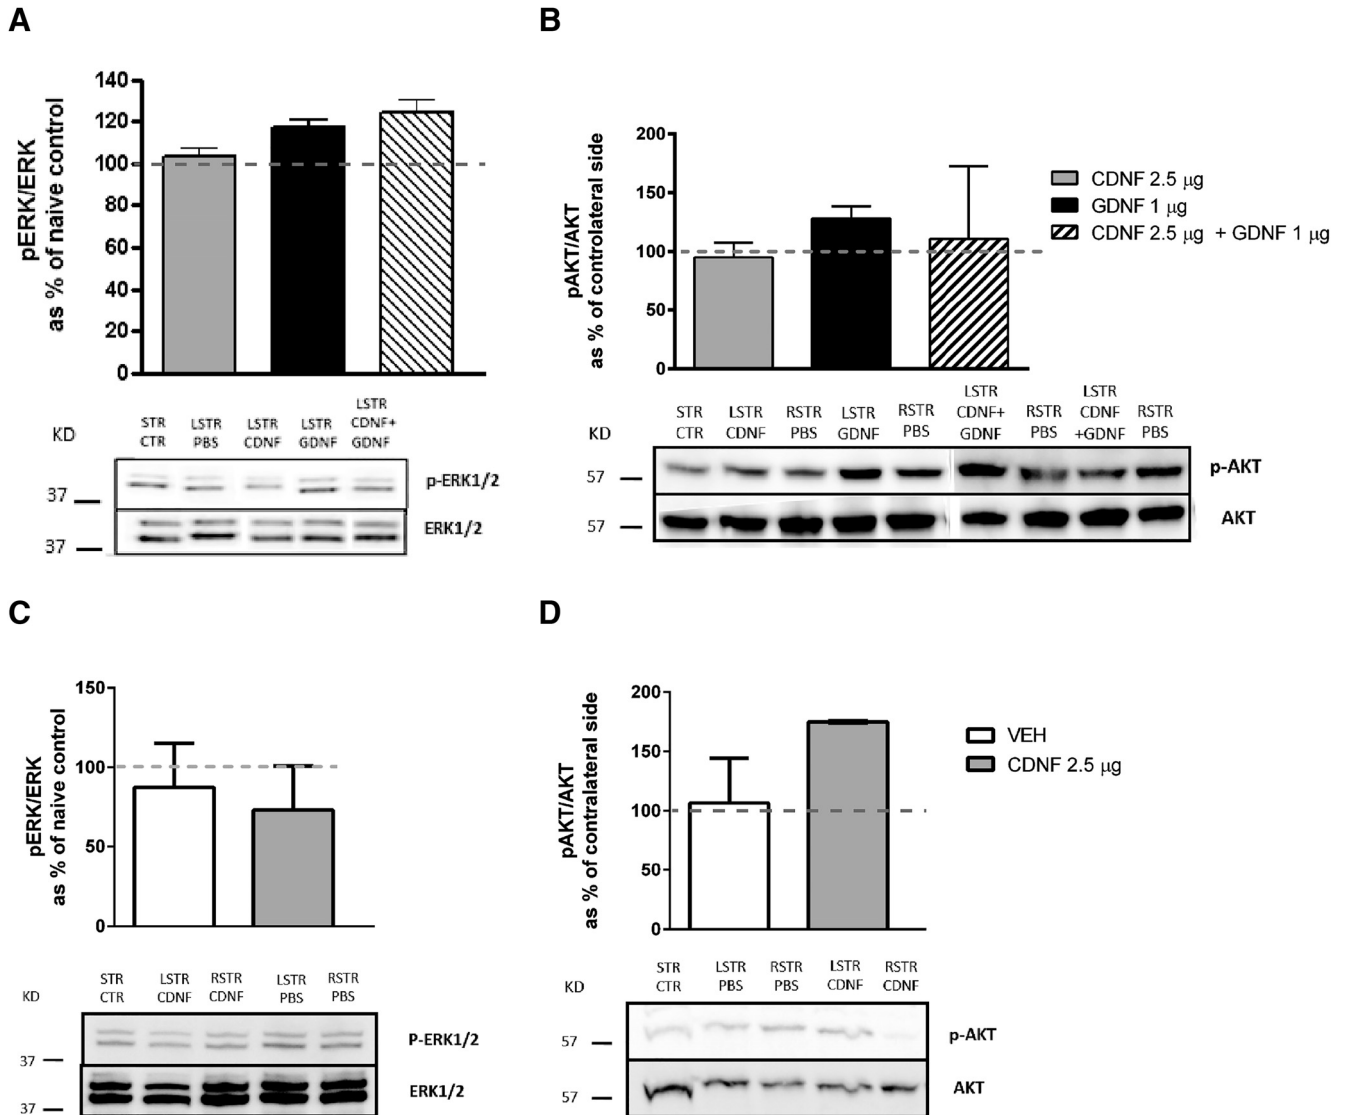 A
pERK/ERK
as % of naive control
140
120
100
80
60
40
20
0
KD
STR
CTR
LSTR
PBS
LSTR
CDNF
LSTR
GDNF
LSTR
CDNF+
GDNF
37
p-ERK1/2
37
ERK1/2
B
pAKT/AKT
as % of controlateral side
200
150
100
50
0
CDNF 2.5 µg
GDNF 1 µg
CDNF 2.5 µg + GDNF 1 µg
KD
STR
CTR
LSTR
CDNF
RSTR
PBS
LSTR
GDNF
RSTR
PBS
LSTR
CDNF+
GDNF
RSTR
PBS
LSTR
CDNF
+GDNF
RSTR
PBS
57
p-AKT
57
AKT
C
pERK/ERK
as % of naive control
150
100
50
0
KD
STR
CTR
LSTR
CDNF
RSTR
CDNF
LSTR
PBS
RSTR
PBS
37
P-ERK1/2
37
ERK1/2
D
pAKT/AKT
as % of contralateral side
200
150
100
50
0
VEH
CDNF 2.5 µg
KD
STR
CTR
LSTR
PBS
RSTR
PBS
LSTR
CDNF
RSTR
CDNF
57
p-AKT
57
AKT